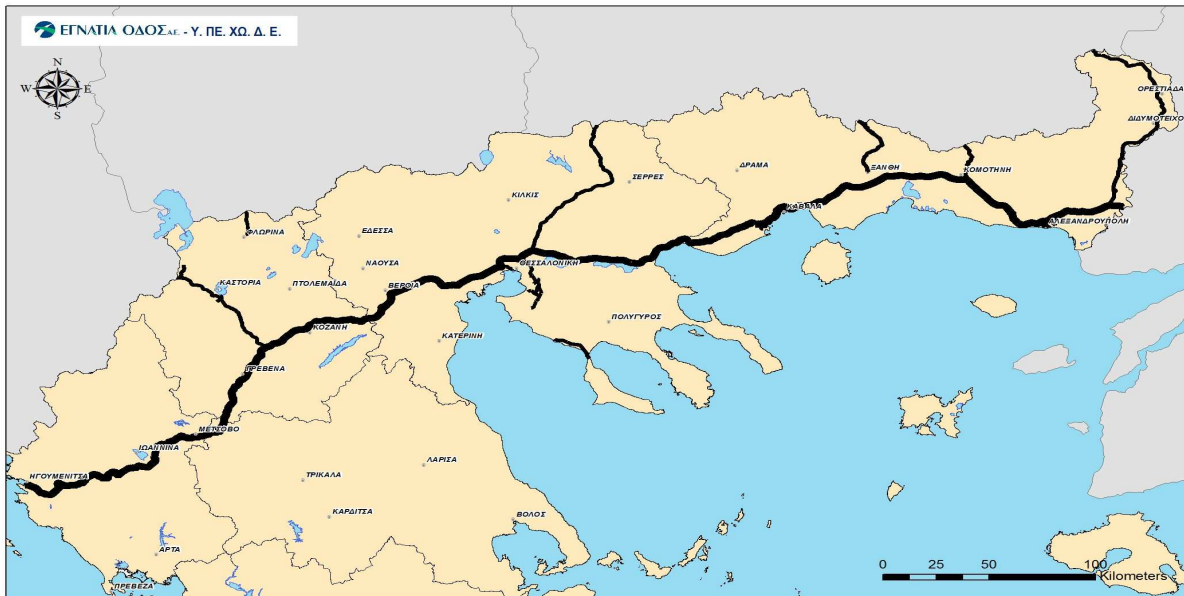 ΕΓΝΑΤΙΑ ΟΔΟΣ Α.Ε. - Υ. ΠΕ. ΧΩ. Δ. Ε.
N
W E
S
ΟΡΕΣΤΙΑΔΑ
ΔΙΔΥΜΟΤΕΙΧΟ
ΔΡΑΜΑ
ΞΑΝΘΗ
ΚΟΜΟΤΗΝΗ
ΣΕΡΡΕΣ
ΚΙΛΚΙΣ
ΚΑΒΑΛΑ
ΑΛΕΞΑΝΔΡΟΥΠΟΛΗ
ΦΛΩΡΙΝΑ
ΕΔΕΣΣΑ
ΝΑΟΥΣΑ
ΘΕΣΣΑΛΟΝΙΚΗ
ΚΑΣΤΟΡΙΑ
ΠΤΟΛΕΜΑΙΔΑ
ΒΕΡΟΙΑ
ΠΟΛΥΓΥΡΟΣ
ΚΟΖΑΝΗ
ΚΑΤΕΡΙΝΗ
ΓΡΕΒΕΝΑ
ΜΕΤΣΟΒΟ
ΙΩΑΝΝΙΝΑ
ΛΑΡΙΣΑ
ΗΓΟΥΜΕΝΙΤΣΑ
ΤΡΙΚΑΛΑ
ΚΑΡΔΙΤΣΑ
ΒΟΛΟΣ
ΑΡΤΑ
ΠΡΕΒΕΖΑ
0 25 50 100
Kilometers